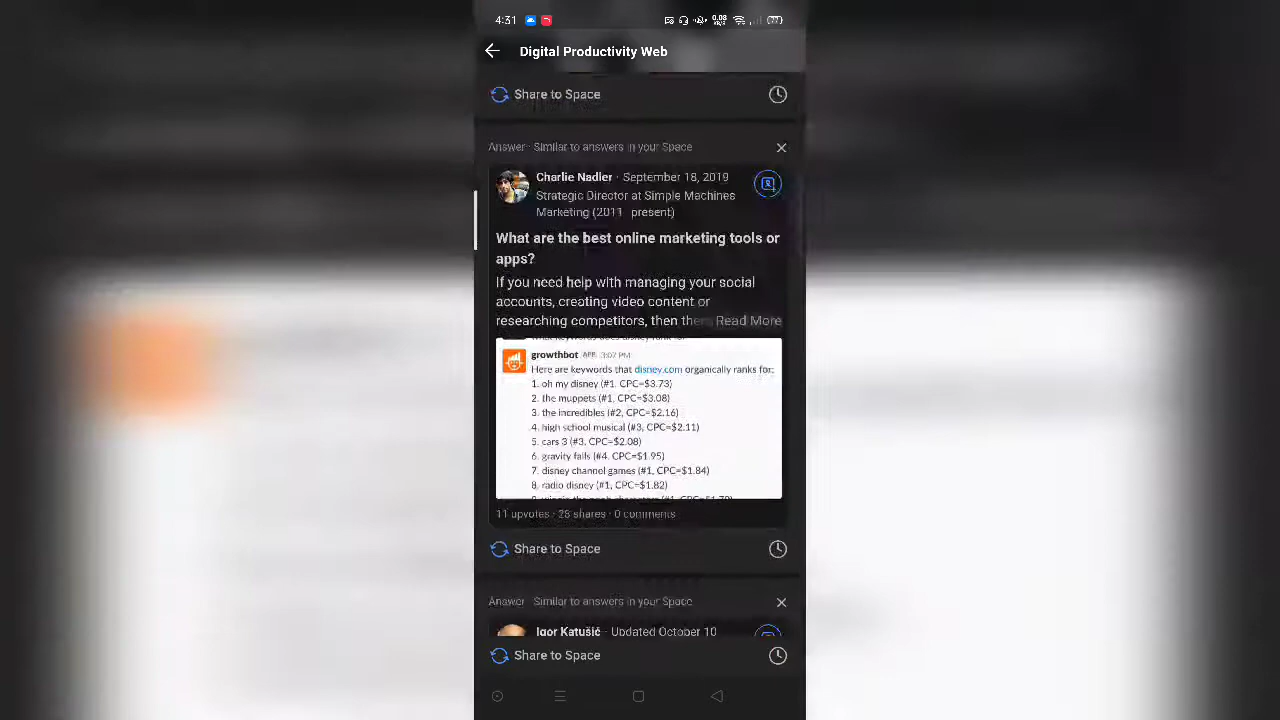 4:31 0.08 KB/s
Digital Productivity Web
Share to Space
Answer · Similar to answers in your Space
Charlie Nadler · September 18, 2019
Strategic Director at Simple Machines
Marketing (2011 present)
What are the best online marketing tools or
apps?
If you need help with managing your social
accounts, creating video content or
researching competitors, then Read More
growthbot APP 3:07 PM
Here are keywords that disney.com organically ranks for:
1. oh my disney (#1, CPC=$3.73)
2. the muppets (#1, CPC=$3.08)
3. the incredibles (#2, CPC=$2.16)
4. high school musical (#3, CPC=$2.11)
5. cars 3 (#3, CPC=$2.08)
6. gravity falls (#4, CPC=$1.95)
7. disney channel games (#1, CPC=$1.84)
8. radio disney (#1, CPC=$1.82)
11 upvotes · 28 shares · 0 comments
Share to Space
Answer · Similar to answers in your Space
Igor Katušić · Updated October 10
Share to Space